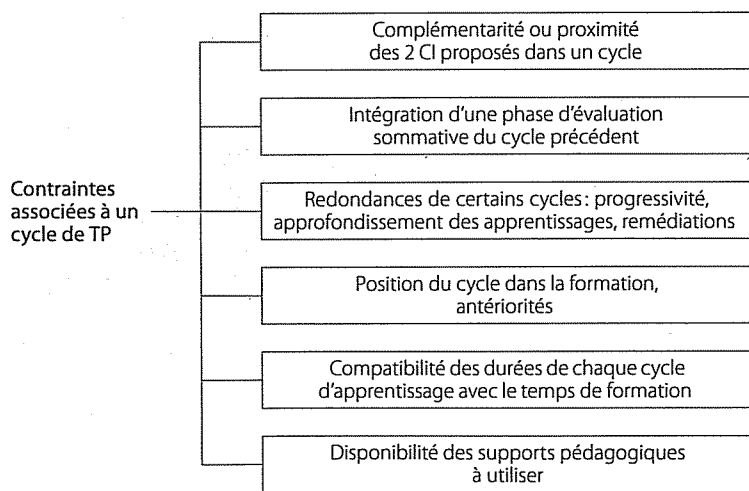 Complémentarité ou proximité
des 2 CI proposés dans un cycle
Intégration d'une phase d'évaluation
sommative du cycle précédent
Contraintes
associées à un
cycle de TP
Redondances de certains cycles : progressivité,
approfondissement des apprentissages, remédiations
Position du cycle dans la formation,
antériorités
Compatibilité des durées de chaque cycle
d'apprentissage avec le temps de formation
Disponibilité des supports pédagogiques
à utiliser